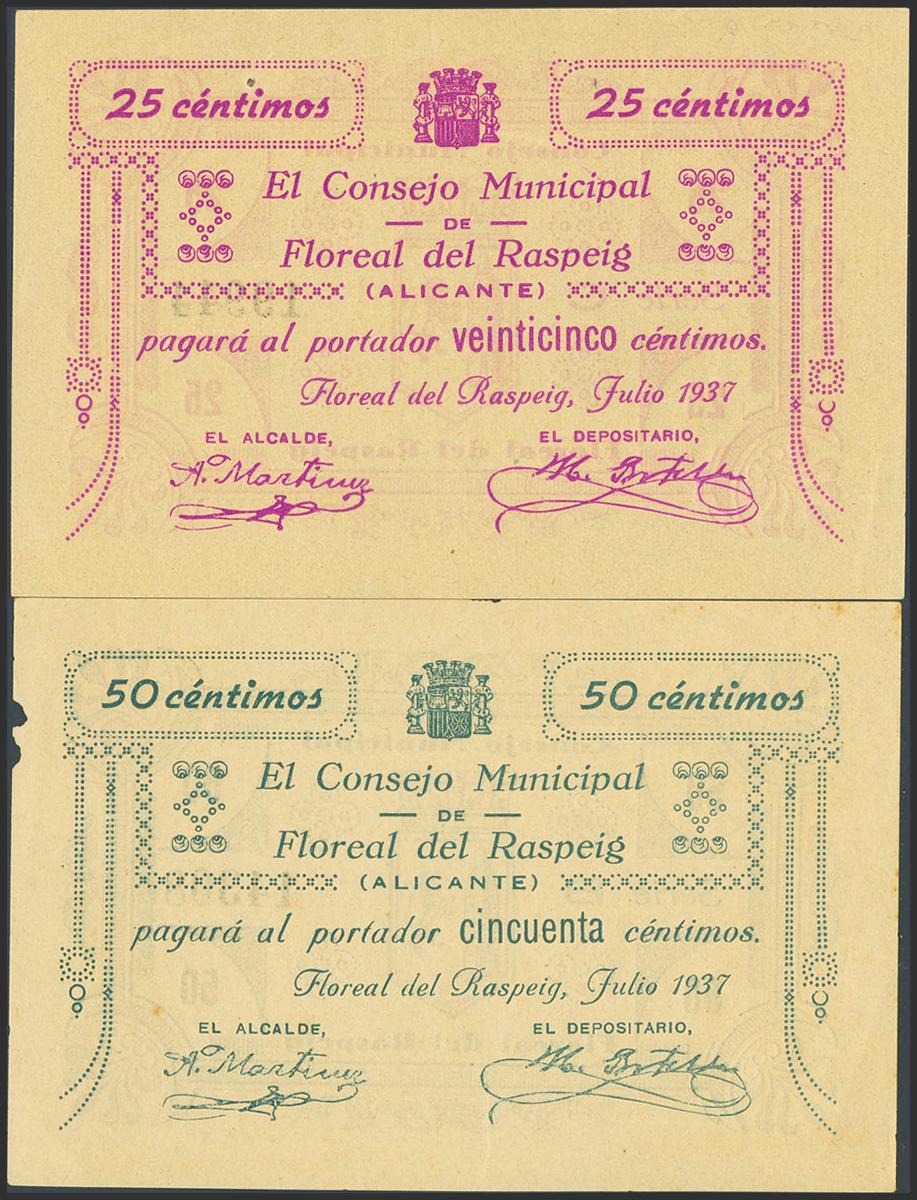 25 céntimos 25 céntimos
El Consejo Municipal
DE
Floreal del Raspeig
(ALICANTE)
pagará al portador veinticinco céntimos.
Floreal del Raspeig, Julio 1937
EL ALCALDE, EL DEPOSITARIO,
A. Martínez
50 céntimos 50 céntimos
El Consejo Municipal
DE
Floreal del Raspeig
(ALICANTE)
pagará al portador cincuenta céntimos.
Floreal del Raspeig, Julio 1937
EL ALCALDE, EL DEPOSITARIO,
A. Martínez